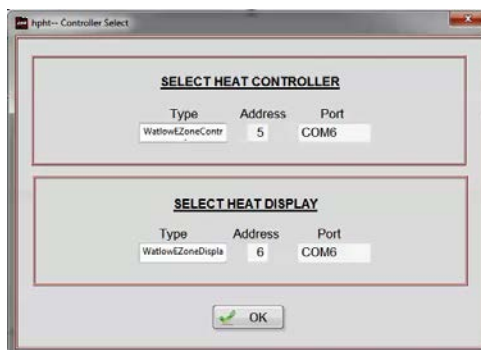 hpht-- Controller Select
SELECT HEAT CONTROLLER
Type Address Port
WatlowEZoneContr 5 COM6
SELECT HEAT DISPLAY
Type Address Port
WatlowEZoneDispla 6 COM6
OK